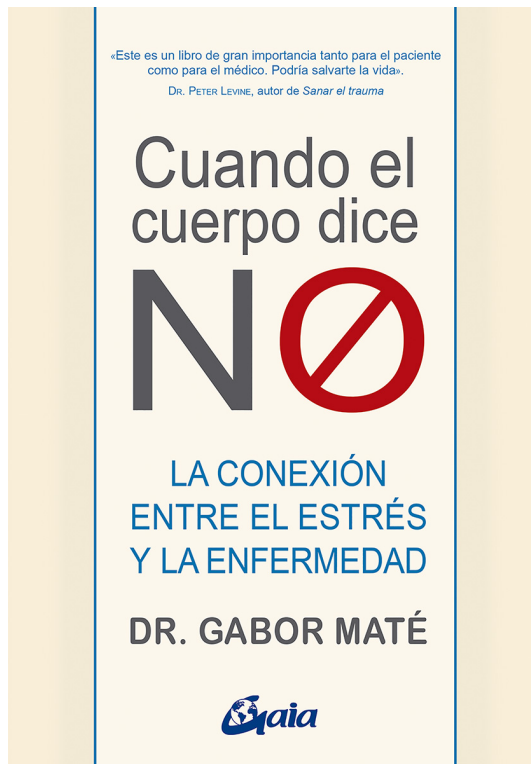 «Este es un libro de gran importancia tanto para el paciente
como para el médico. Podría salvarte la vida».
DR. PETER LEVINE, autor de Sanar el trauma
Cuando el
cuerpo dice
NO
LA CONEXIÓN
ENTRE EL ESTRÉS
Y LA ENFERMEDAD
DR. GABOR MATÉ
Gaia